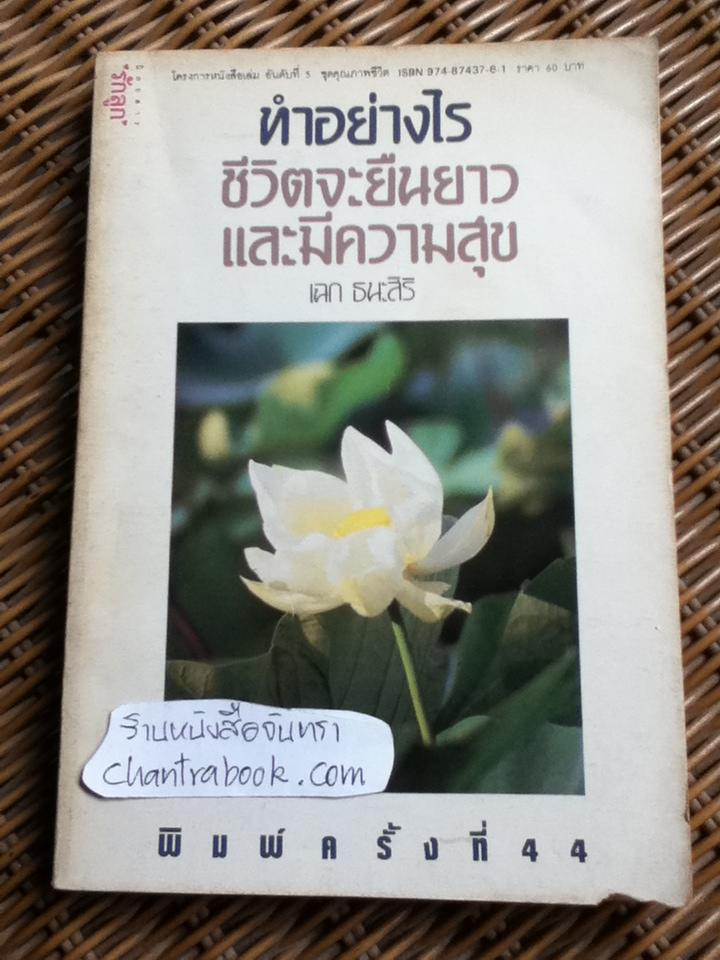 โครงการหนังสือเล่ม อันดับที่ 5 ชุดคุณภาพชีวิต ISBN 974-87437-6-1 ราคา 60 บาท
รักลูก
ทำอย่างไร
ชีวิตจะยืนยาว
และมีความสุข
เฉก ธนะสิริ
ร้านหนังสือจันทรา
chantrabook.com
พิมพ์ครั้งที่ 44